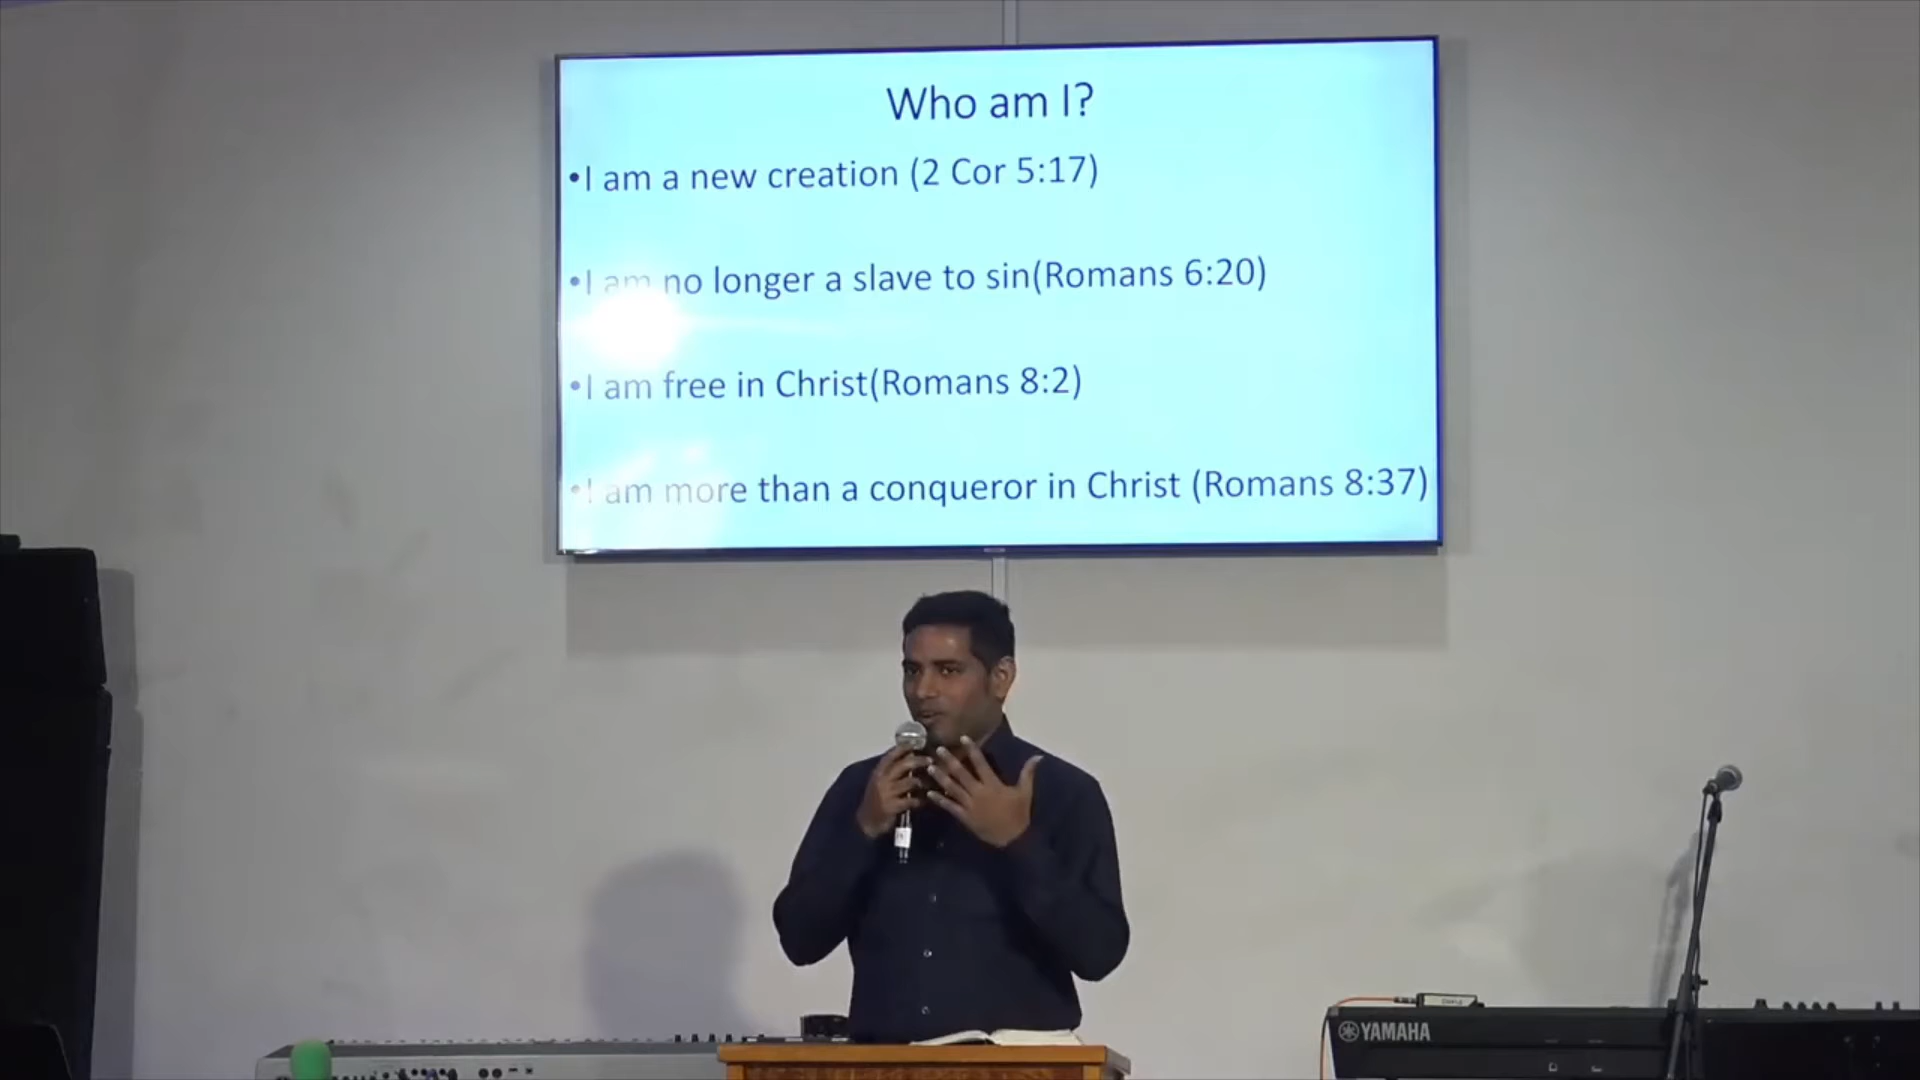 Who am I?
•I am a new creation (2 Cor 5:17)
•I am no longer a slave to sin(Romans 6:20)
•I am free in Christ(Romans 8:2)
•I am more than a conqueror in Christ (Romans 8:37)
YAMAHA